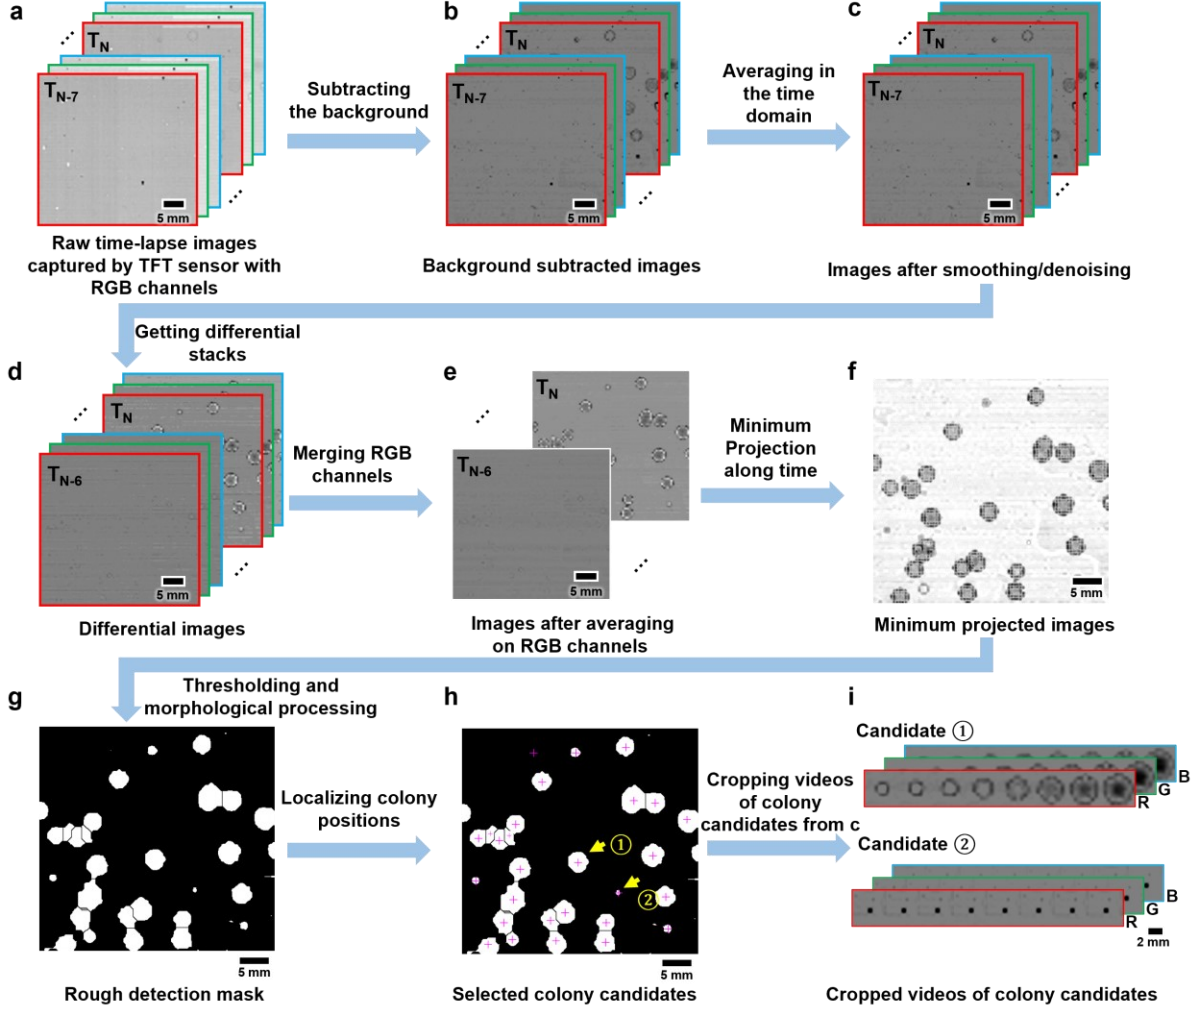 a
T_N
T_N-7
5 mm
Raw time-lapse images
captured by TFT sensor with
RGB channels
Subtracting
the background
b
T_N
T_N-7
5 mm
Background subtracted images
Averaging in
the time
domain
c
T_N
T_N-7
5 mm
Images after smoothing/denoising
Getting differential
stacks
d
T_N
T_N-6
5 mm
Differential images
Merging RGB
channels
e
T_N
T_N-6
5 mm
Images after averaging
on RGB channels
Minimum
Projection
along time
f
5 mm
Minimum projected images
Thresholding and
morphological processing
g
5 mm
Rough detection mask
Localizing colony
positions
h
①
②
5 mm
Selected colony candidates
Cropping videos
of colony
candidates from c
i
Candidate ①
R
G
B
Candidate ②
R
G
B
2 mm
Cropped videos of colony candidates